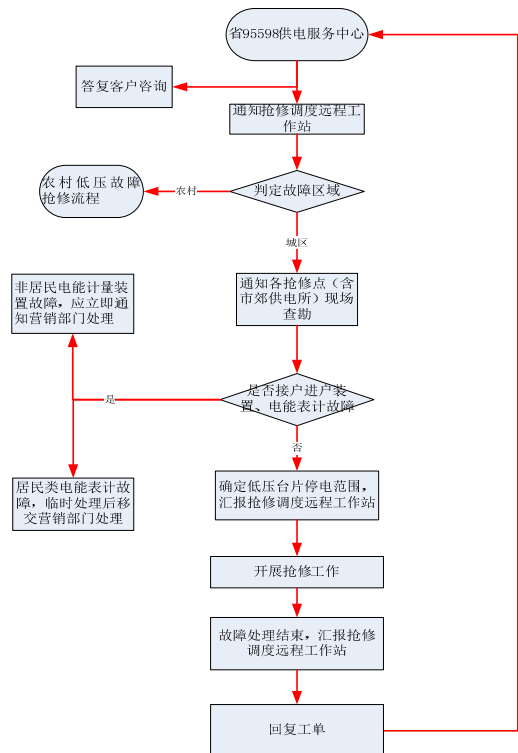 省95598供电服务中心
答复客户咨询
通知抢修调度远程工
作站
农村低压故障
抢修流程
农村
判定故障区域
城区
通知各抢修点（含
市郊供电所）现场
查勘
非居民电能计量装
置故障，应立即通
知营销部门处理
是否接户进户装
置、电能表计故障
是
否
居民类电能表计故
障，临时处理后移
交营销部门处理
确定低压台片停电范围，
汇报抢修调度远程工作站
开展抢修工作
故障处理结束，汇报抢修
调度远程工作站
回复工单